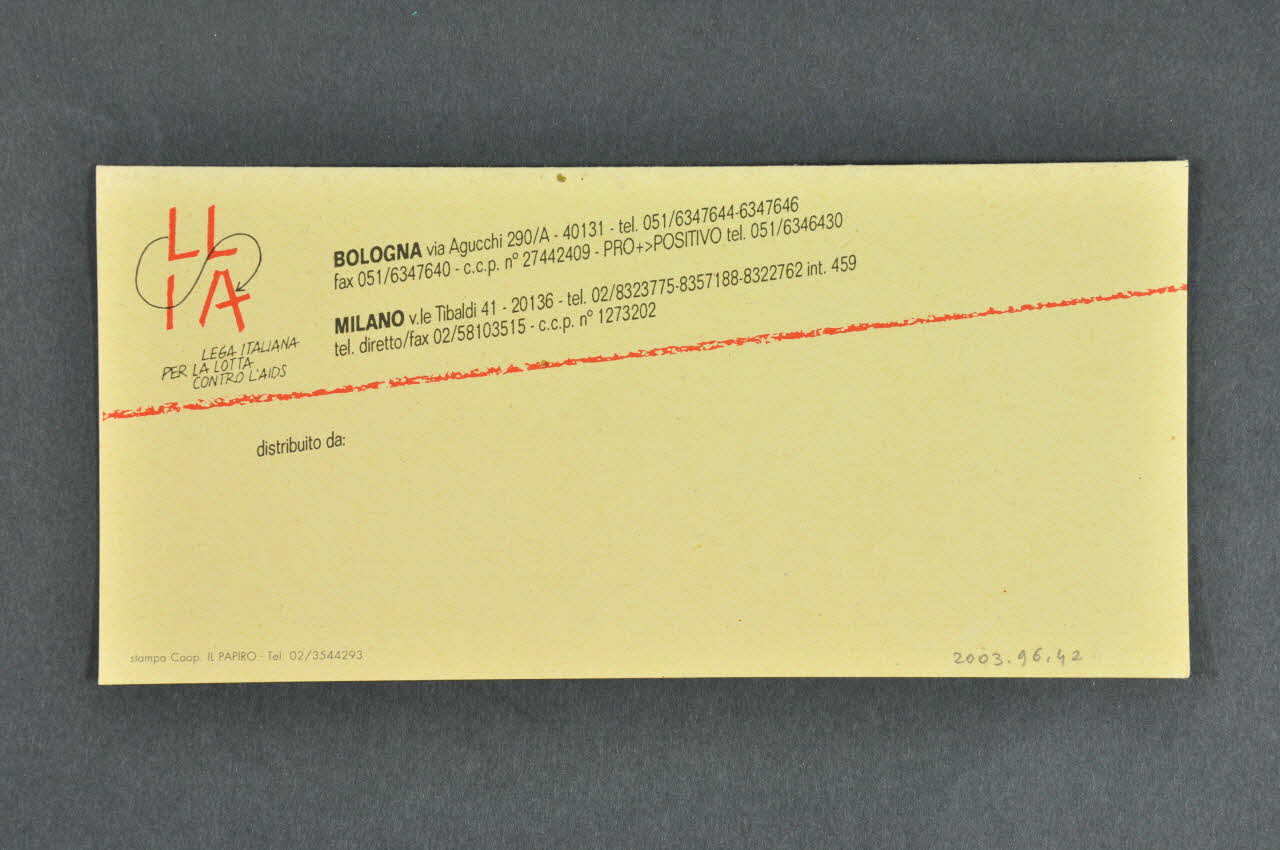 LL
IA
LEGA ITALIANA
PER LA LOTTA
CONTRO L'AIDS
BOLOGNA via Agucchi 290/A - 40131 - tel. 051/6347644-6347646
fax 051/6347640 - c.c.p. n° 27442409 - PRO+>POSITIVO tel. 051/6346430
MILANO v.le Tibaldi 41 - 20136 - tel. 02/8323775-8357188-8322762 int. 459
tel. diretto/fax 02/58103515 - c.c.p. n° 1273202
distribuito da:
stampa Coop. IL PAPIRO - Tel. 02/3544293
2003.96.42